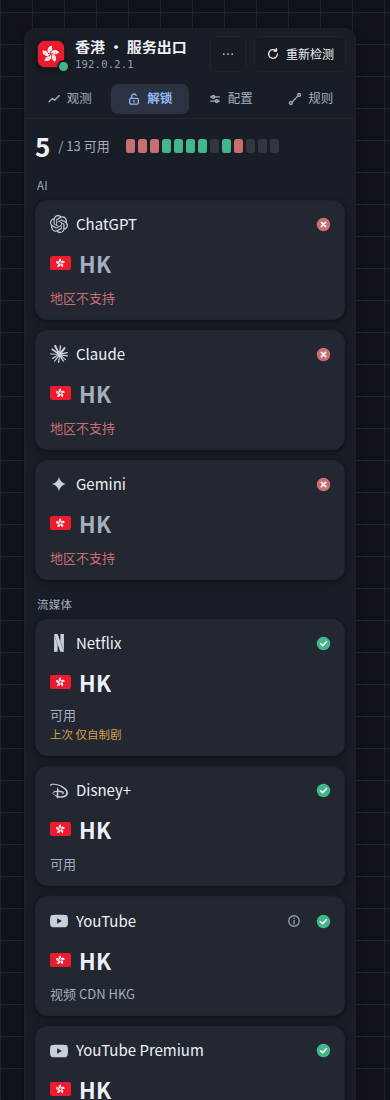 香港 · 服务出口
192.0.2.1
···
重新检测
观测
解锁
配置
规则
5 / 13 可用
AI
ChatGPT
HK
地区不支持
Claude
HK
地区不支持
Gemini
HK
地区不支持
流媒体
Netflix
HK
可用
上次 仅自制剧
Disney+
HK
可用
YouTube
HK
视频 CDN HKG
YouTube Premium
HK